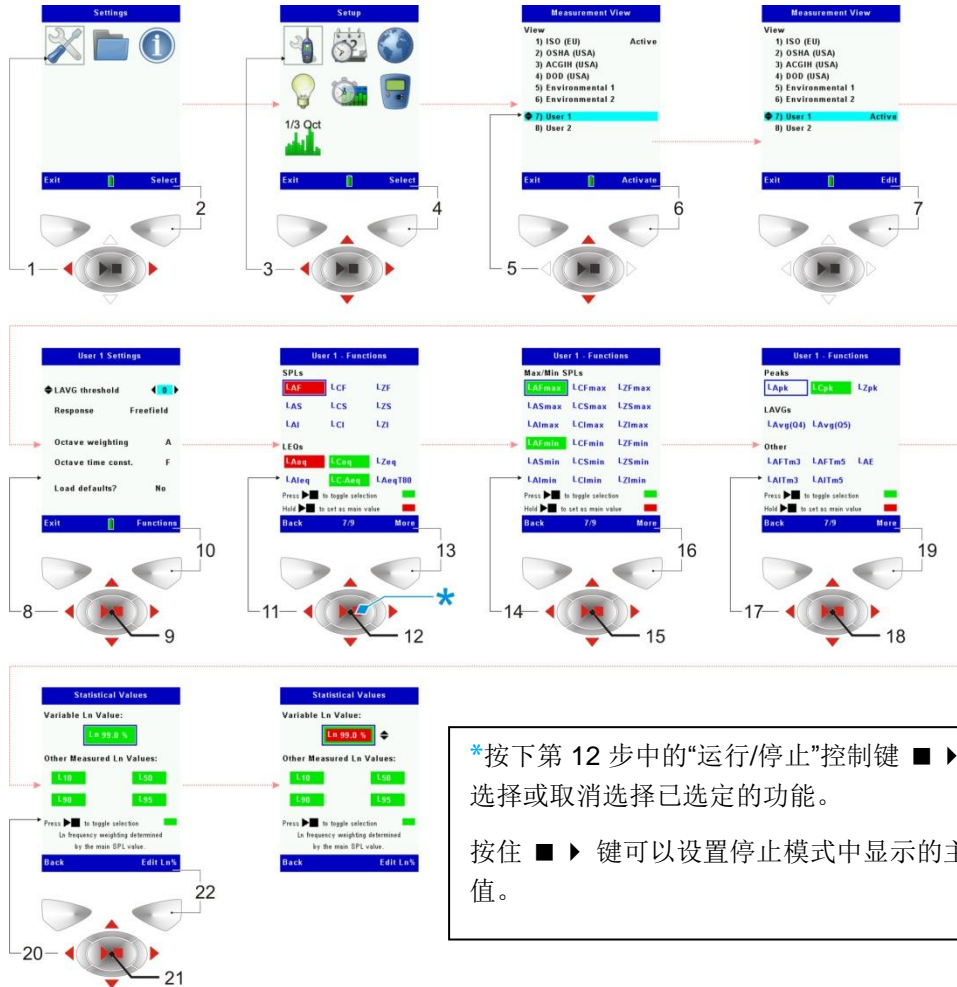 Settings
Exit Select
1
2
Setup
1/3 Oct
Exit Select
3
4
Measurement View
View
1) ISO (EU) Active
2) OSHA (USA)
3) ACGIH (USA)
4) DOD (USA)
5) Environmental 1
6) Environmental 2
7) User 1
8) User 2
Exit Activate
5
6
Measurement View
View
1) ISO (EU)
2) OSHA (USA)
3) ACGIH (USA)
4) DOD (USA)
5) Environmental 1
6) Environmental 2
7) User 1 Active
8) User 2
Exit Edit
7
User 1 Settings
LAVG threshold 0
Response Freefield
Octave weighting A
Octave time const. F
Load defaults? No
Exit Functions
8
9
10
User 1 - Functions
SPLs
LAF LCF LZF
LAS LCS LZS
LAI LCI LZI
LEQs
LAeq LCeq LZeq
LAIeq LC-Aeq LAeqT80
Press ▶■ to toggle selection
Hold ▶■ to set as main value
Back 7/9 More
11
12
13
*
User 1 - Functions
Max/Min SPLs
LAFmax LCFmax LZFmax
LASmax LCSmax LZSmax
LAImax LCImax LZImax
LAFmin LCFmin LZFmin
LASmin LCSmin LZSmin
LAImin LCImin LZImin
Press ▶■ to toggle selection
Hold ▶■ to set as main value
Back 7/9 More
14
15
16
User 1 - Functions
Peaks
LApk LCpk LZpk
LAVGs
LAvg(Q4) LAvg(Q5)
Other
LAFTm3 LAFTm5 LAE
LAITm3 LAITm5
Press ▶■ to toggle selection
Hold ▶■ to set as main value
Back 7/9 More
17
18
19
Statistical Values
Variable Ln Value:
Ln 99.0 %
Other Measured Ln Values:
L10 L50
L90 L95
Press ▶■ to toggle selection
Ln frequency weighting determined
by the main SPL value.
Back Edit Ln%
20
21
22
Statistical Values
Variable Ln Value:
Ln 99.0 %
Other Measured Ln Values:
L10 L50
L90 L95
Press ▶■ to toggle selection
Ln frequency weighting determined
by the main SPL value.
Back Edit Ln%
*按下第 12 步中的“运行/停止”控制键 ■ ▶
选择或取消选择已选定的功能。
按住 ■ ▶ 键可以设置停止模式中显示的主
值。